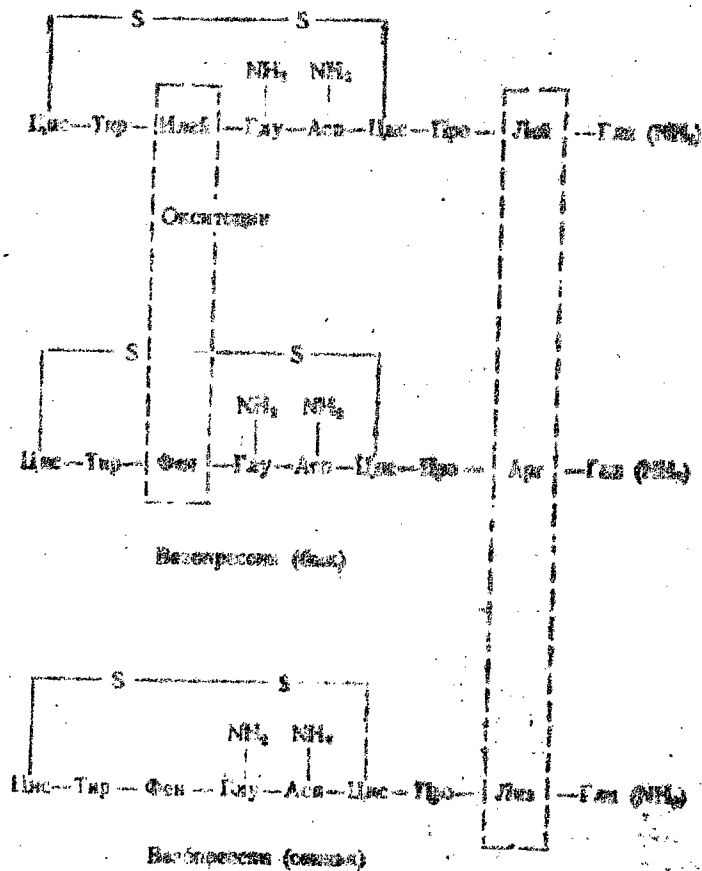 S S
NH₂ NH₂
Цис—Тир—Илей—Глу—Асп—Цис—Про—Лей—Гли (NH₂)
Окситоцин
S S
NH₂ NH₂
Цис—Тир—Фен—Глу—Асп—Цис—Про—Арг—Гли (NH₂)
Вазопрессин (бык)
S S
NH₂ NH₂
Цис—Тир—Фен—Глу—Асп—Цис—Про—Лиз—Гли (NH₂)
Вазопрессин (свинья)